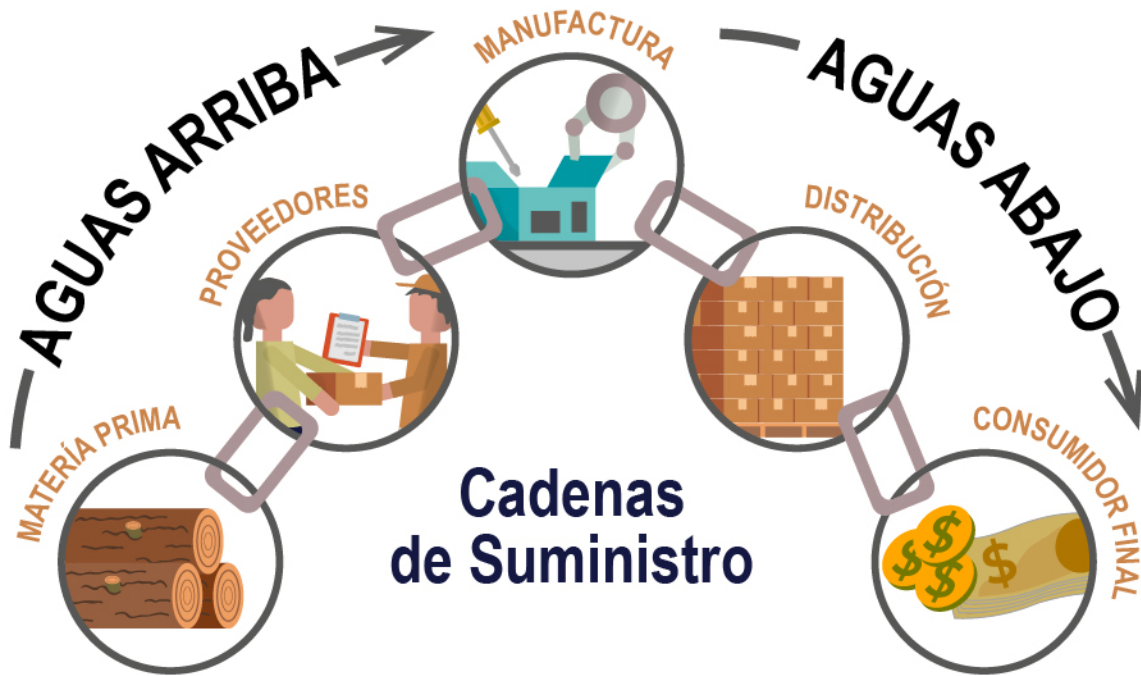 AGUAS ARRIBA
AGUAS ABAJO
MATERÍA PRIMA
PROVEEDORES
MANUFACTURA
DISTRIBUCIÓN
CONSUMIDOR FINAL
Cadenas
de Suministro
$
$
$
$